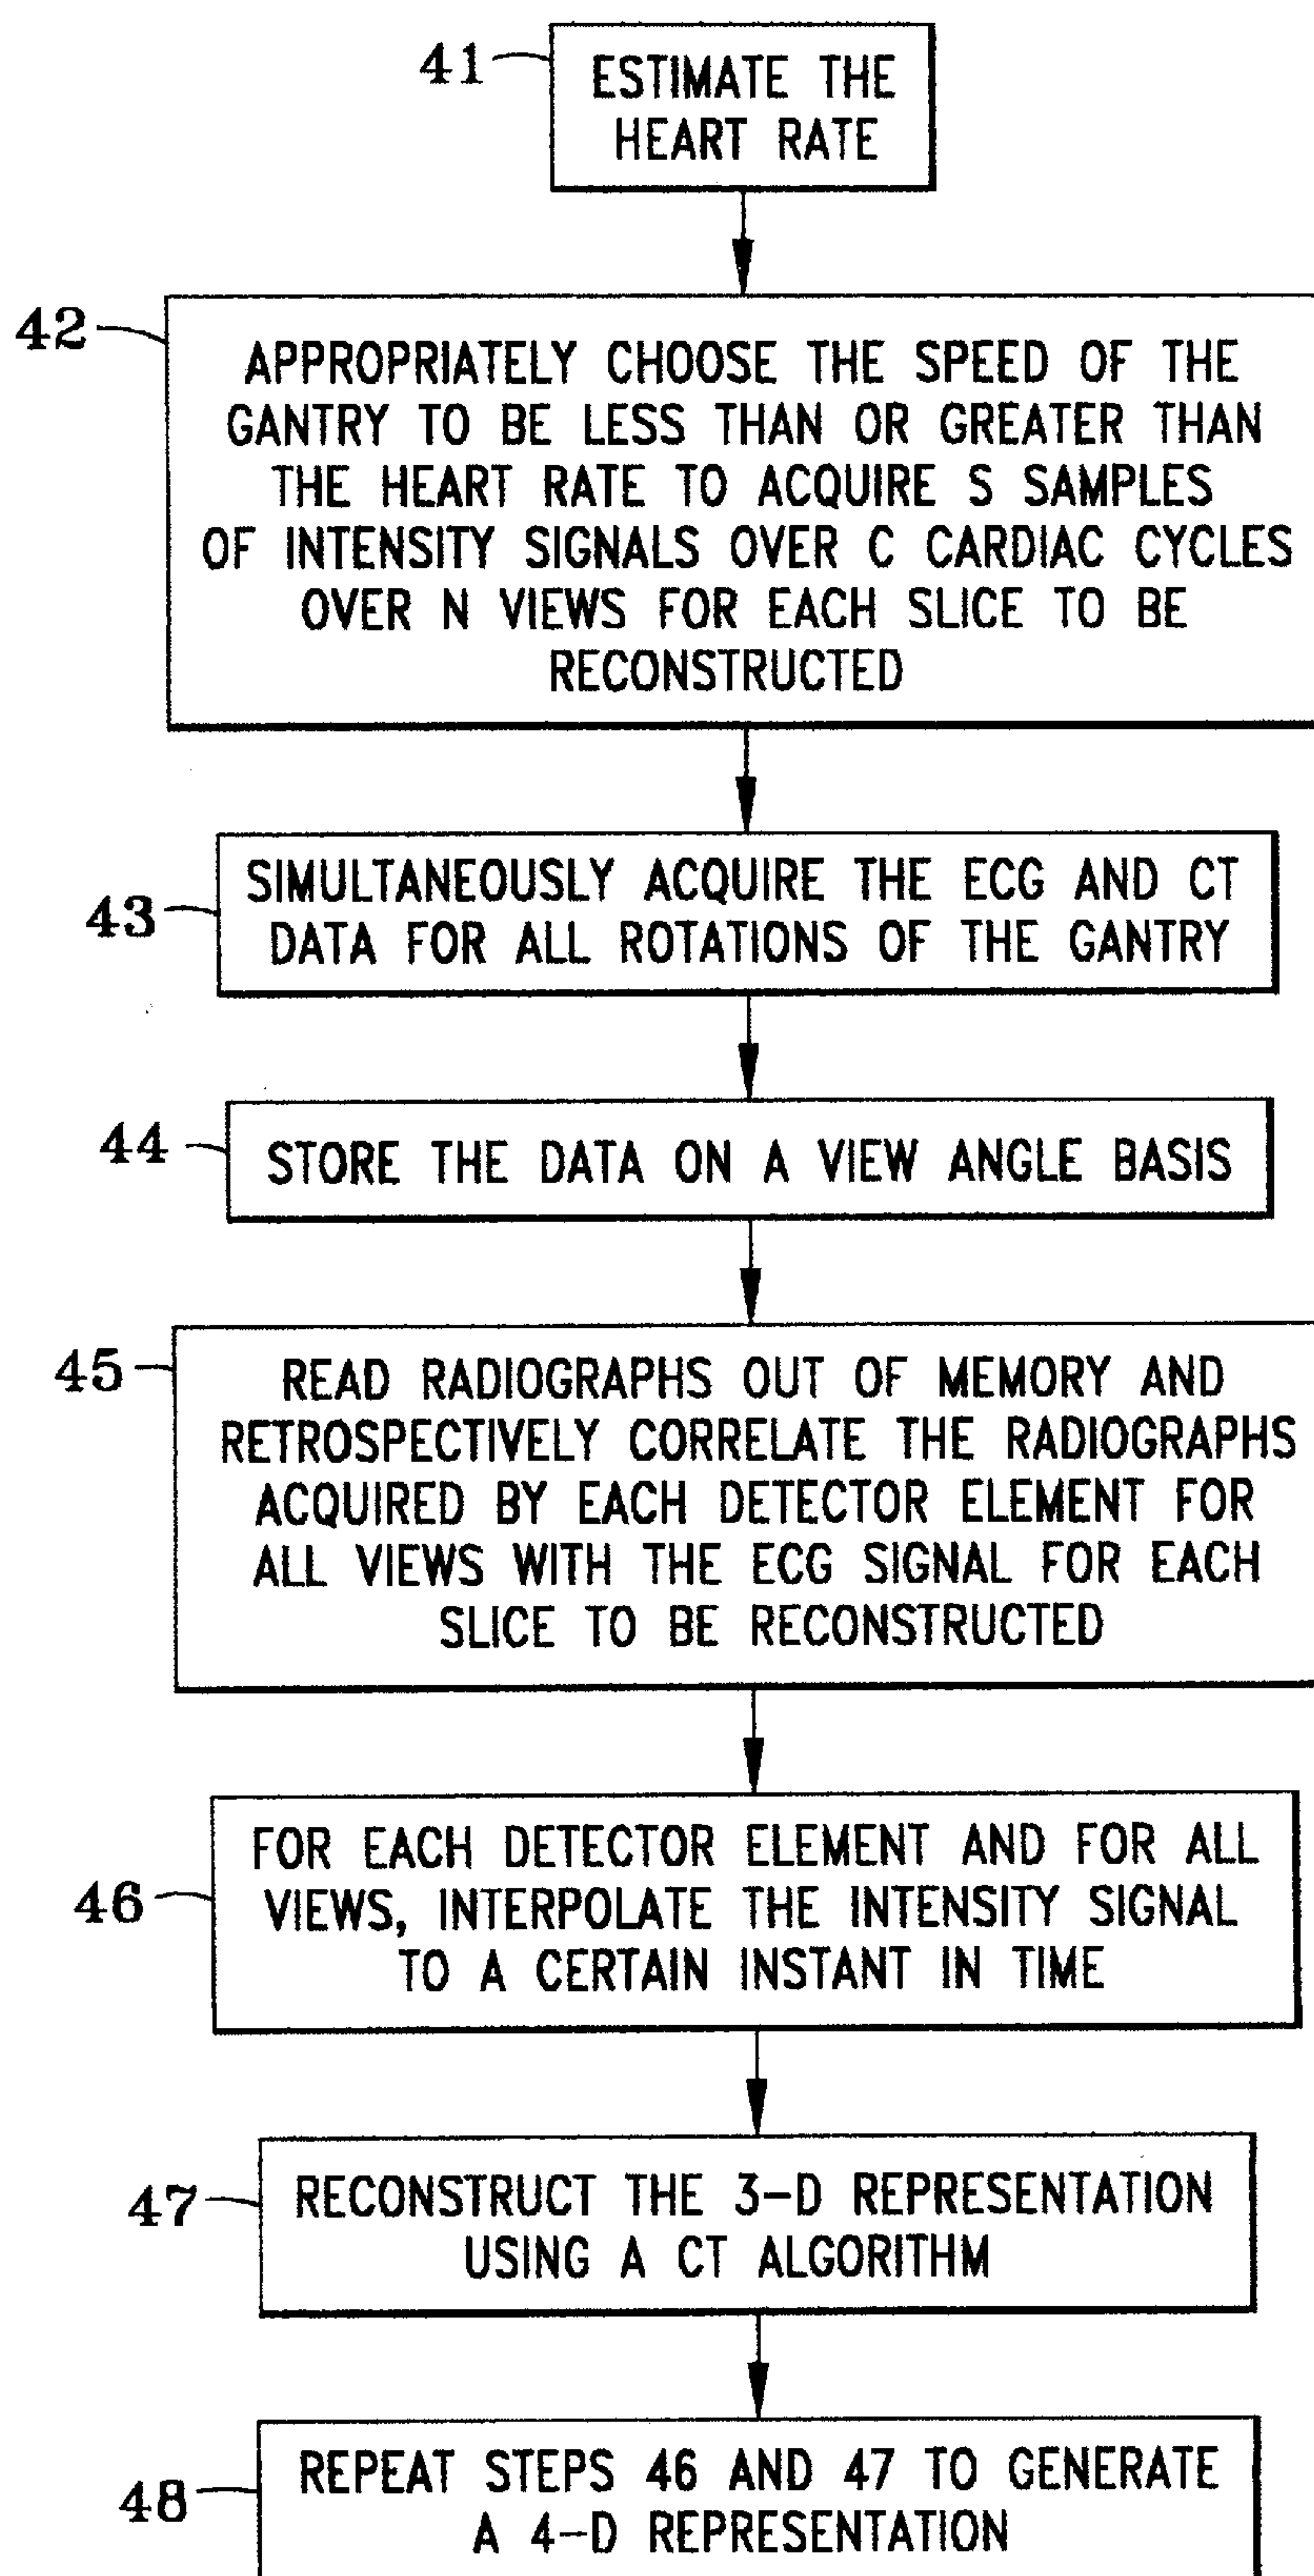 41
ESTIMATE THE
HEART RATE
42
APPROPRIATELY CHOOSE THE SPEED OF THE
GANTRY TO BE LESS THAN OR GREATER THAN
THE HEART RATE TO ACQUIRE S SAMPLES
OF INTENSITY SIGNALS OVER C CARDIAC CYCLES
OVER N VIEWS FOR EACH SLICE TO BE
RECONSTRUCTED
43
SIMULTANEOUSLY ACQUIRE THE ECG AND CT
DATA FOR ALL ROTATIONS OF THE GANTRY
44
STORE THE DATA ON A VIEW ANGLE BASIS
45
READ RADIOGRAPHS OUT OF MEMORY AND
RETROSPECTIVELY CORRELATE THE RADIOGRAPHS
ACQUIRED BY EACH DETECTOR ELEMENT FOR
ALL VIEWS WITH THE ECG SIGNAL FOR EACH
SLICE TO BE RECONSTRUCTED
46
FOR EACH DETECTOR ELEMENT AND FOR ALL
VIEWS, INTERPOLATE THE INTENSITY SIGNAL
TO A CERTAIN INSTANT IN TIME
47
RECONSTRUCT THE 3-D REPRESENTATION
USING A CT ALGORITHM
48
REPEAT STEPS 46 AND 47 TO GENERATE
A 4-D REPRESENTATION